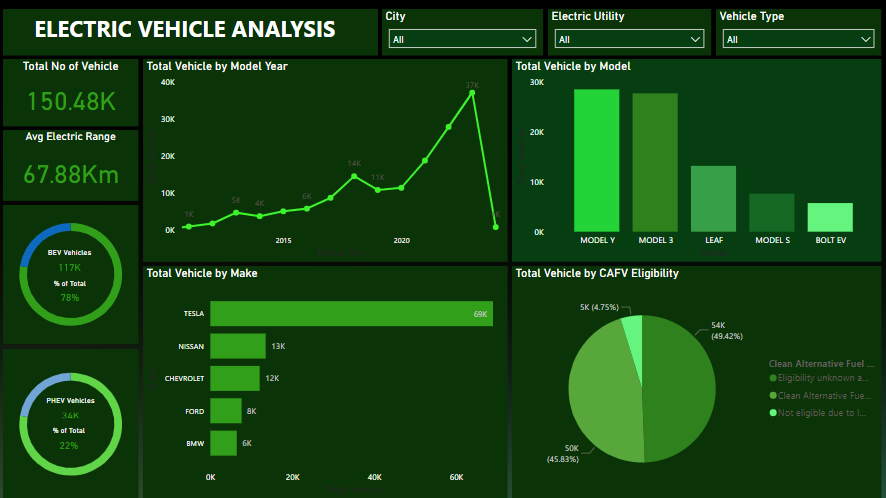 ELECTRIC VEHICLE ANALYSIS
City
All
Electric Utility
All
Vehicle Type
All
Total No of Vehicle
150.48K
Avg Electric Range
67.88Km
BEV Vehicles
117K
% of Total
78%
PHEV Vehicles
34K
% of Total
22%
Total Vehicle by Model Year
40K
30K
20K
10K
0K
1K
5K
4K
6K
14K
11K
37K
2015
2020
Total Vehicle by Model
30K
20K
10K
0K
MODEL Y
MODEL 3
LEAF
MODEL S
BOLT EV
Total Vehicle by Make
TESLA
NISSAN
CHEVROLET
FORD
BMW
69K
13K
12K
8K
6K
0K
20K
40K
60K
Total Vehicle by CAFV Eligibility
5K (4.75%)
54K
(49.42%)
50K
(45.83%)
Clean Alternative Fuel ...
Eligibility unknown a...
Clean Alternative Fue...
Not eligible due to l...